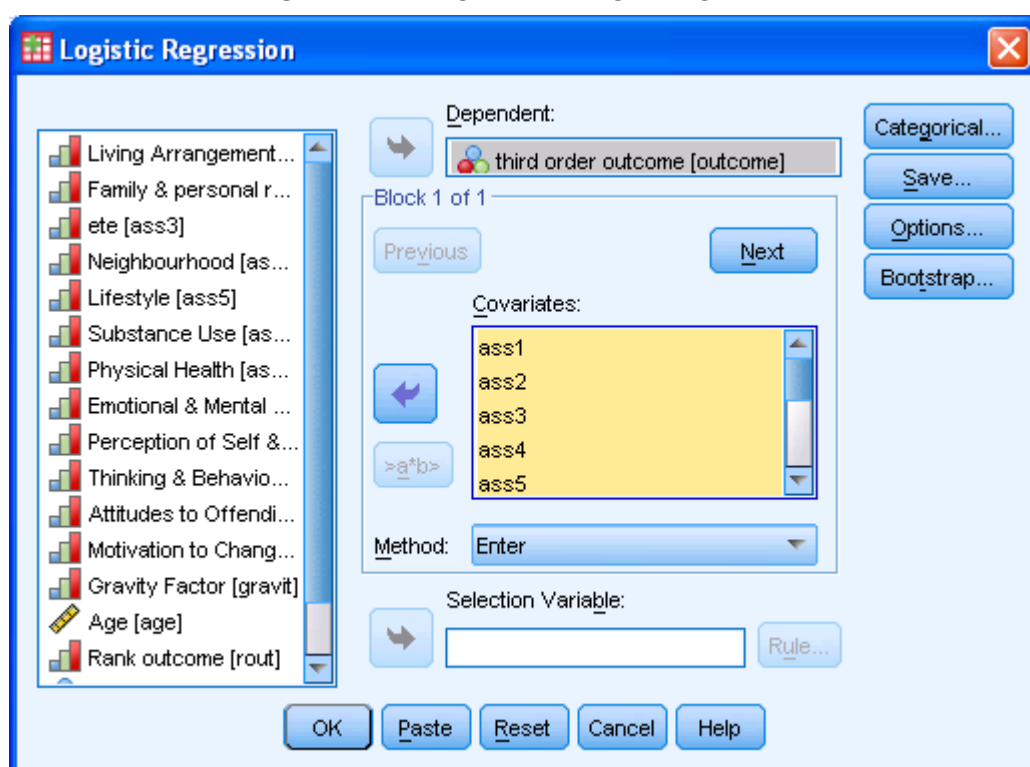 Logistic Regression
Living Arrangement...
Family & personal r...
ete [ass3]
Neighbourhood [as...
Lifestyle [ass5]
Substance Use [as...
Physical Health [as...
Emotional & Mental ...
Perception of Self &...
Thinking & Behavio...
Attitudes to Offendi...
Motivation to Chang...
Gravity Factor [gravit]
Age [age]
Rank outcome [rout]
Dependent:
third order outcome [outcome]
Block 1 of 1
Previous
Next
Covariates:
ass1
ass2
ass3
ass4
ass5
>a*b>
Method: Enter
Selection Variable:
Rule...
Categorical...
Save...
Options...
Bootstrap...
OK Paste Reset Cancel Help